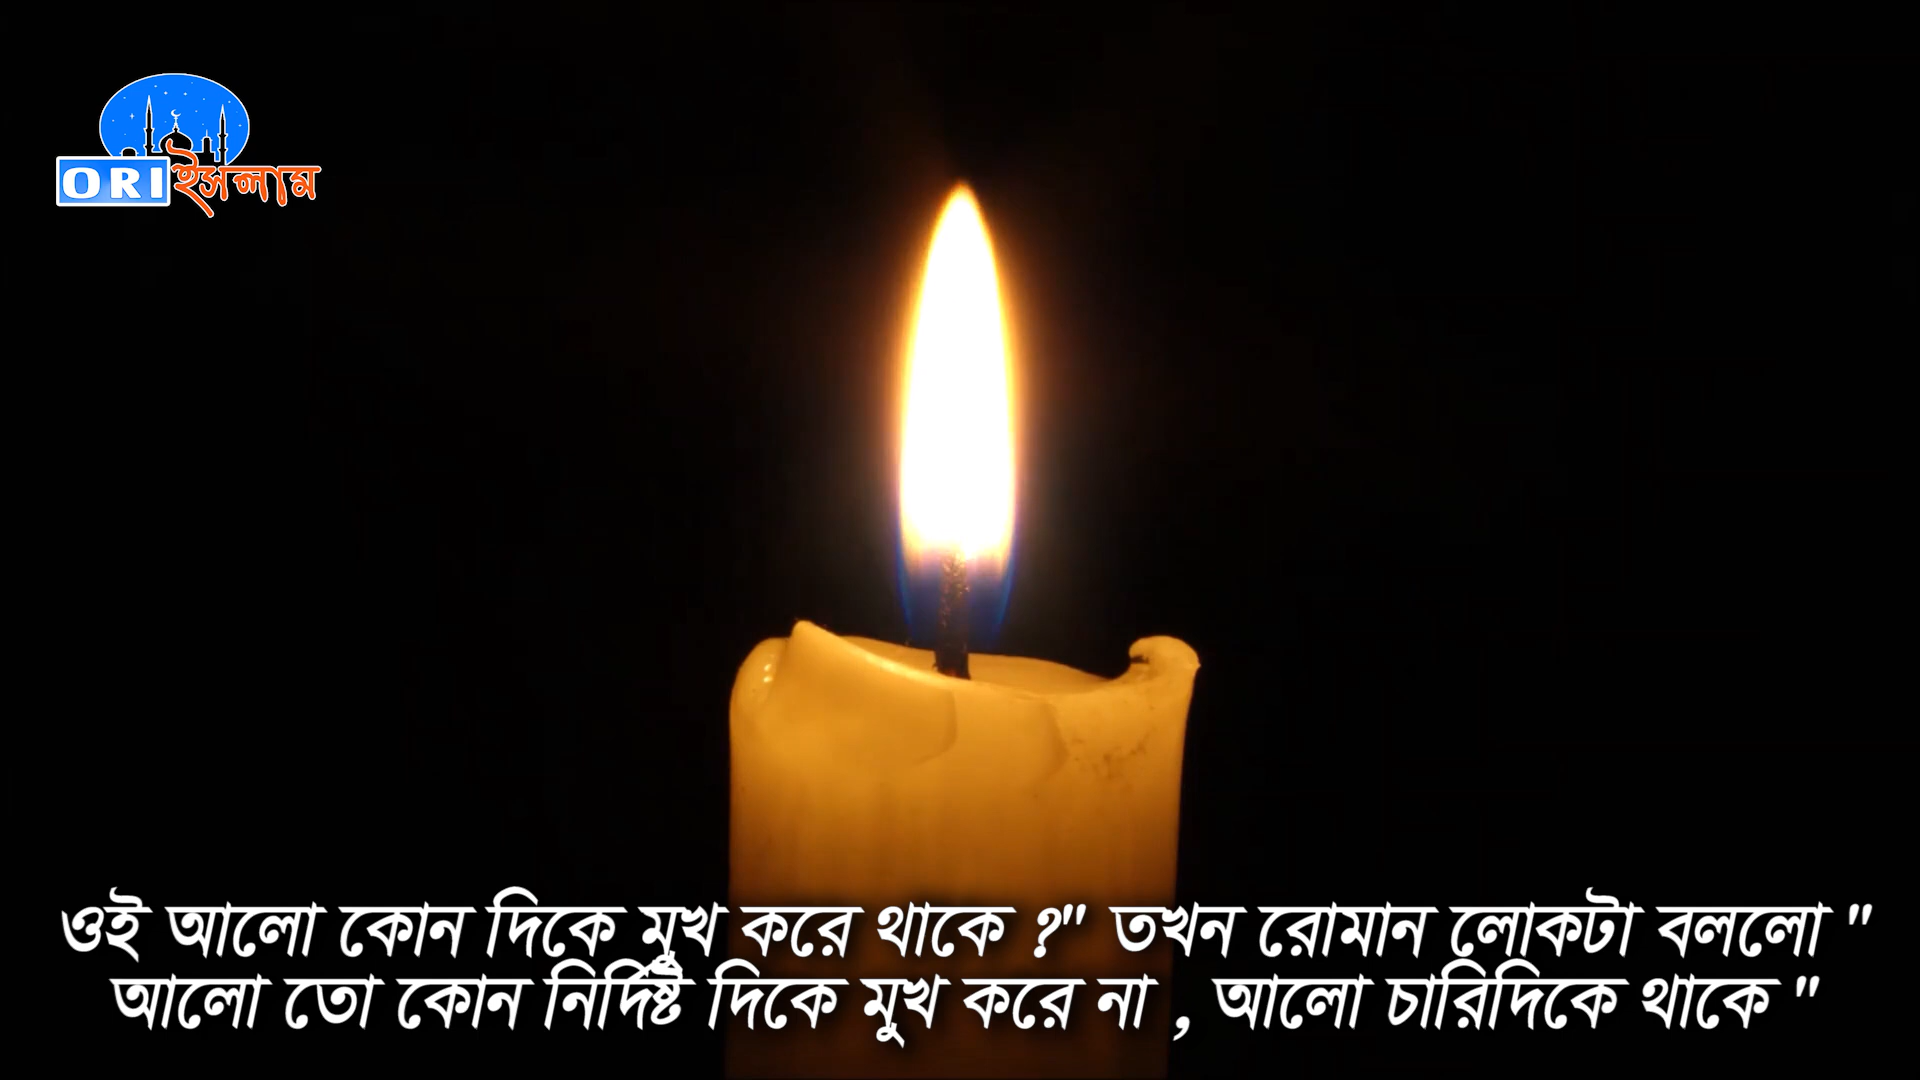 ORI ইসলাম
ওই আলো কোন দিকে মুখ করে থাকে ?" তখন রোমান লোকটা বললো "
আলো তো কোন নির্দিষ্ট দিকে মুখ করে না , আলো চারিদিকে থাকে "